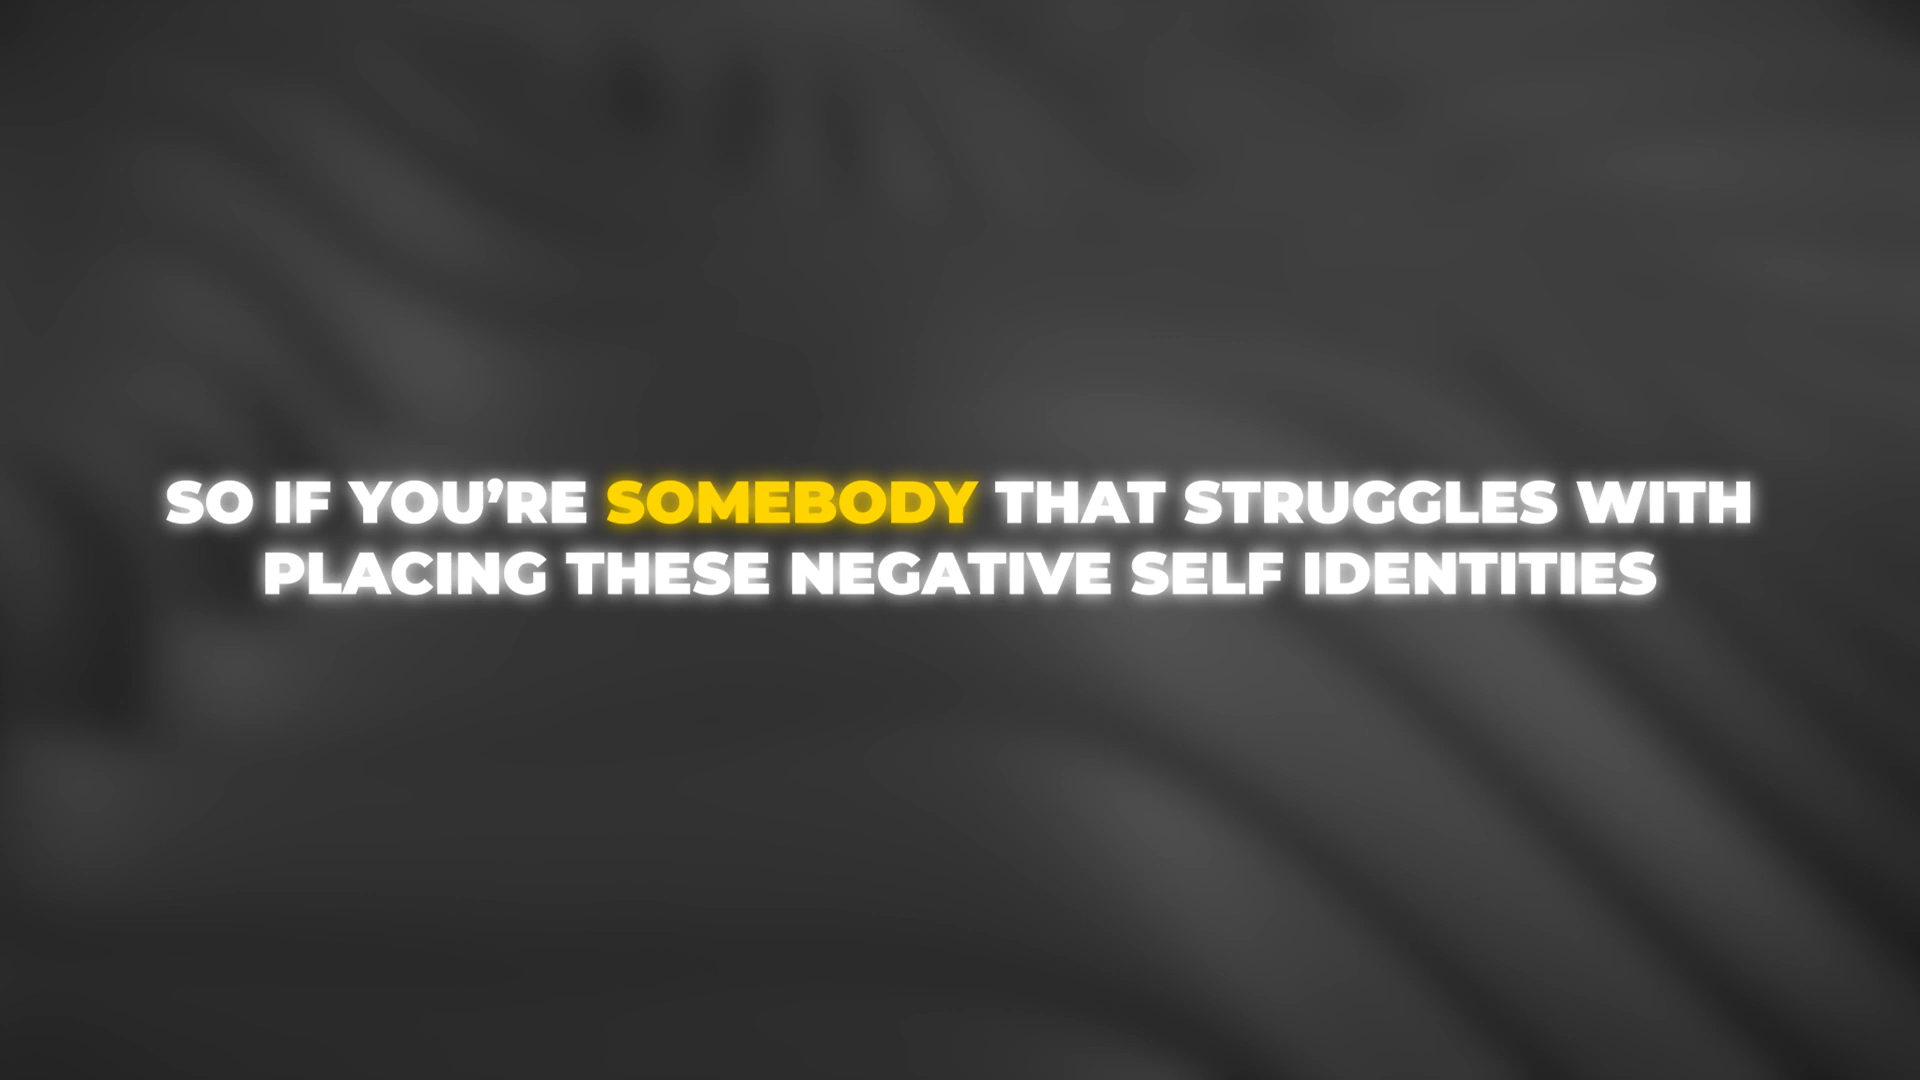 SO IF YOU’RE SOMEBODY THAT STRUGGLES WITH
PLACING THESE NEGATIVE SELF IDENTITIES